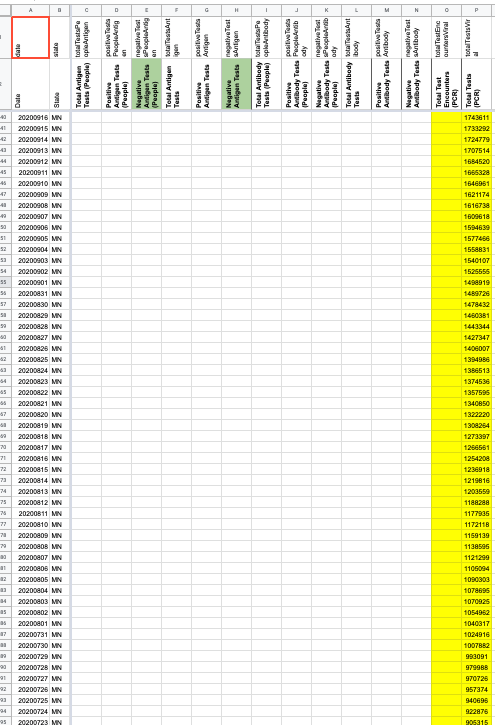 A B C D E F G H I J K L M N O P
date state totalTestsPeopleAntigen positiveTestsPeopleAntigen negativeTestsPeopleAntigen totalTestsAntigen positiveTestsAntigen negativeTestsAntigen totalTestsPeopleAntibody positiveTestsPeopleAntibody negativeTestsPeopleAntibody totalTestsAntibody positiveTestsAntibody negativeTestsAntibody totalTestEncountersViral totalTestsViral
Date State Total Antigen Tests (People) Positive Antigen Tests (People) Negative Antigen Tests (People) Total Antigen Tests Positive Antigen Tests Negative Antigen Tests Total Antibody Tests (People) Positive Antibody Tests (People) Negative Antibody Tests (People) Total Antibody Tests Positive Antibody Tests Negative Antibody Tests Total Test Encounters (PCR) Total Tests (PCR)
40 20200916 MN 1743611
41 20200915 MN 1733292
42 20200914 MN 1724779
43 20200913 MN 1707514
44 20200912 MN 1684520
45 20200911 MN 1665328
46 20200910 MN 1646961
47 20200909 MN 1621174
48 20200908 MN 1616738
49 20200907 MN 1609618
50 20200906 MN 1594639
51 20200905 MN 1577466
52 20200904 MN 1558831
53 20200903 MN 1540107
54 20200902 MN 1525555
55 20200901 MN 1498919
56 20200831 MN 1489726
57 20200830 MN 1478432
58 20200829 MN 1460381
59 20200828 MN 1443344
60 20200827 MN 1427347
61 20200826 MN 1406007
62 20200825 MN 1394986
63 20200824 MN 1386513
64 20200823 MN 1374536
65 20200822 MN 1357595
66 20200821 MN 1340850
67 20200820 MN 1322220
68 20200819 MN 1308264
69 20200818 MN 1273397
70 20200817 MN 1266561
71 20200816 MN 1254208
72 20200815 MN 1236918
73 20200814 MN 1219816
74 20200813 MN 1203559
75 20200812 MN 1188288
76 20200811 MN 1177935
77 20200810 MN 1172118
78 20200809 MN 1159139
79 20200808 MN 1138595
80 20200807 MN 1121299
81 20200806 MN 1105094
82 20200805 MN 1090303
83 20200804 MN 1078695
84 20200803 MN 1070925
85 20200802 MN 1054962
86 20200801 MN 1040317
87 20200731 MN 1024916
88 20200730 MN 1007882
89 20200729 MN 993091
90 20200728 MN 979988
91 20200727 MN 970726
92 20200726 MN 957374
93 20200725 MN 940696
94 20200724 MN 922876
95 20200723 MN 905315